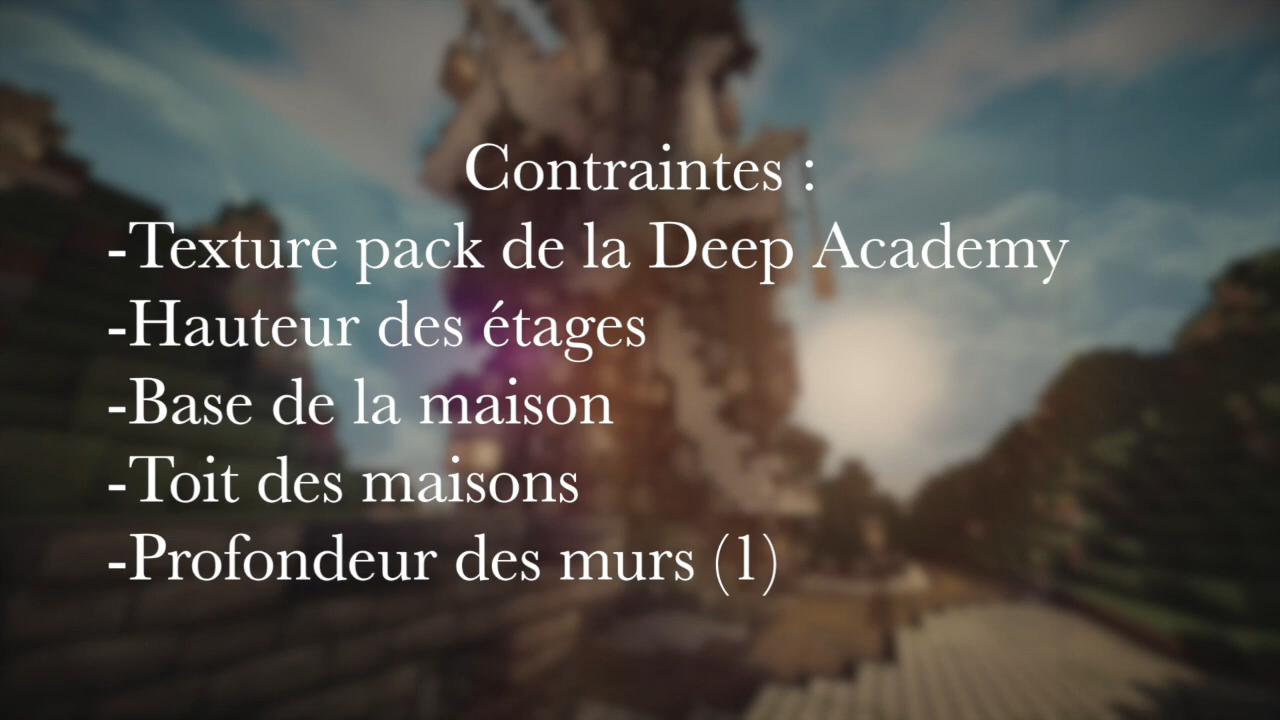 Contraintes :
-Texture pack de la Deep Academy
-Hauteur des étages
-Base de la maison
-Toit des maisons
-Profondeur des murs (1)